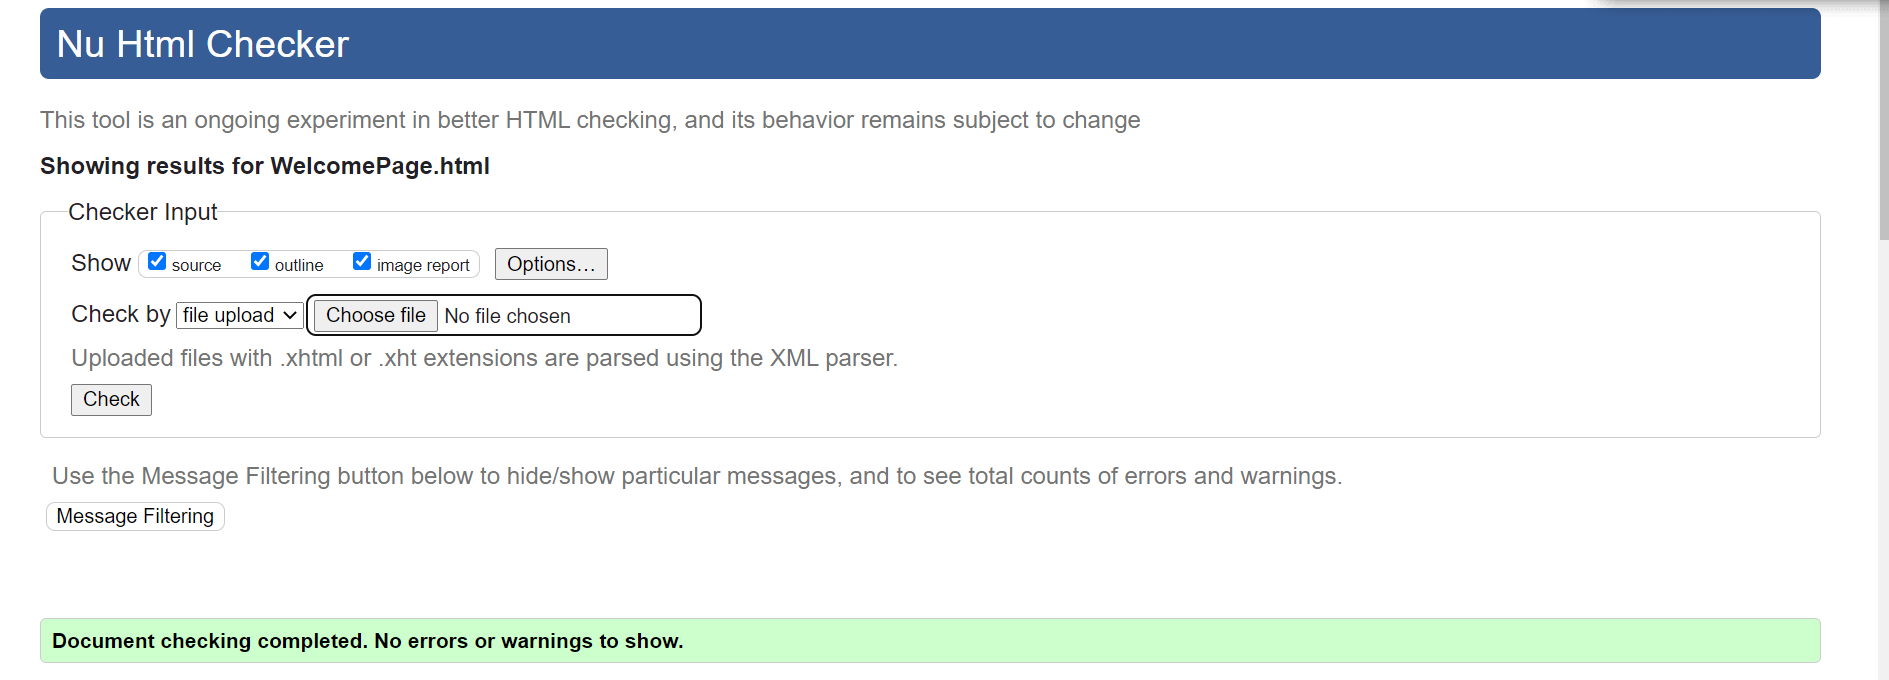 Nu Html Checker
This tool is an ongoing experiment in better HTML checking, and its behavior remains subject to change
Showing results for WelcomePage.html
Checker Input
Show source outline image report Options...
Check by file upload Choose file No file chosen
Uploaded files with .xhtml or .xht extensions are parsed using the XML parser.
Check
Use the Message Filtering button below to hide/show particular messages, and to see total counts of errors and warnings.
Message Filtering
Document checking completed. No errors or warnings to show.